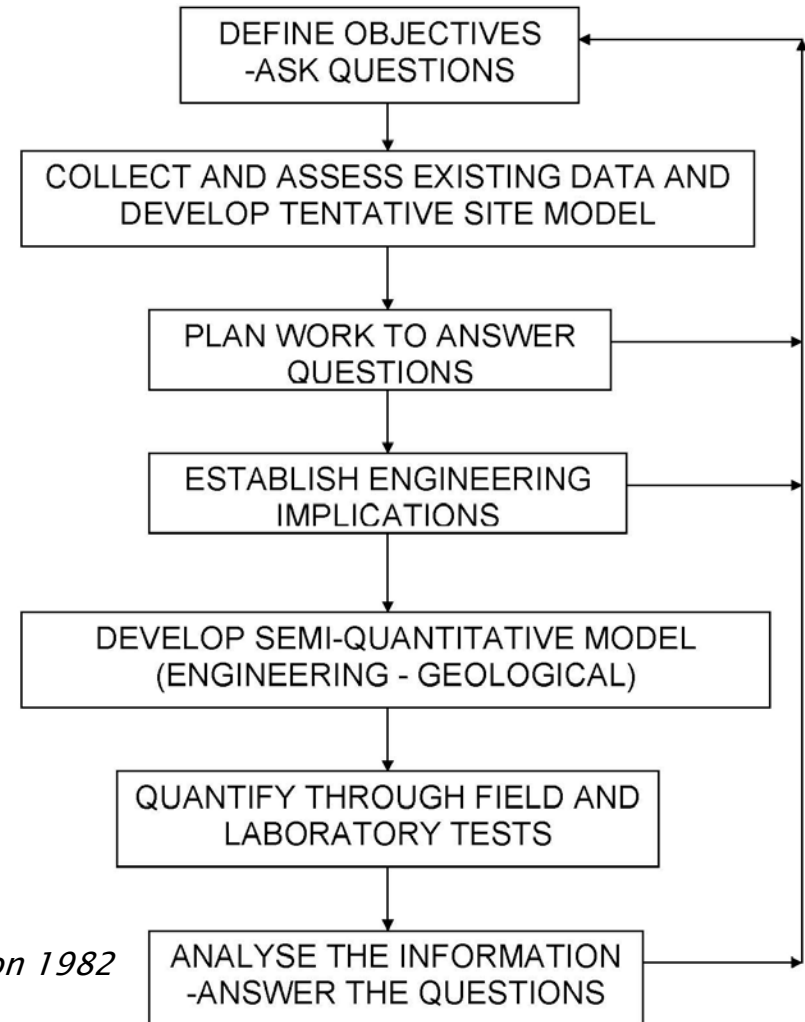 DEFINE OBJECTIVES
-ASK QUESTIONS
COLLECT AND ASSESS EXISTING DATA AND
DEVELOP TENTATIVE SITE MODEL
PLAN WORK TO ANSWER
QUESTIONS
ESTABLISH ENGINEERING
IMPLICATIONS
DEVELOP SEMI-QUANTITATIVE MODEL
(ENGINEERING - GEOLOGICAL)
QUANTIFY THROUGH FIELD AND
LABORATORY TESTS
ANALYSE THE INFORMATION
-ANSWER THE QUESTIONS
1982